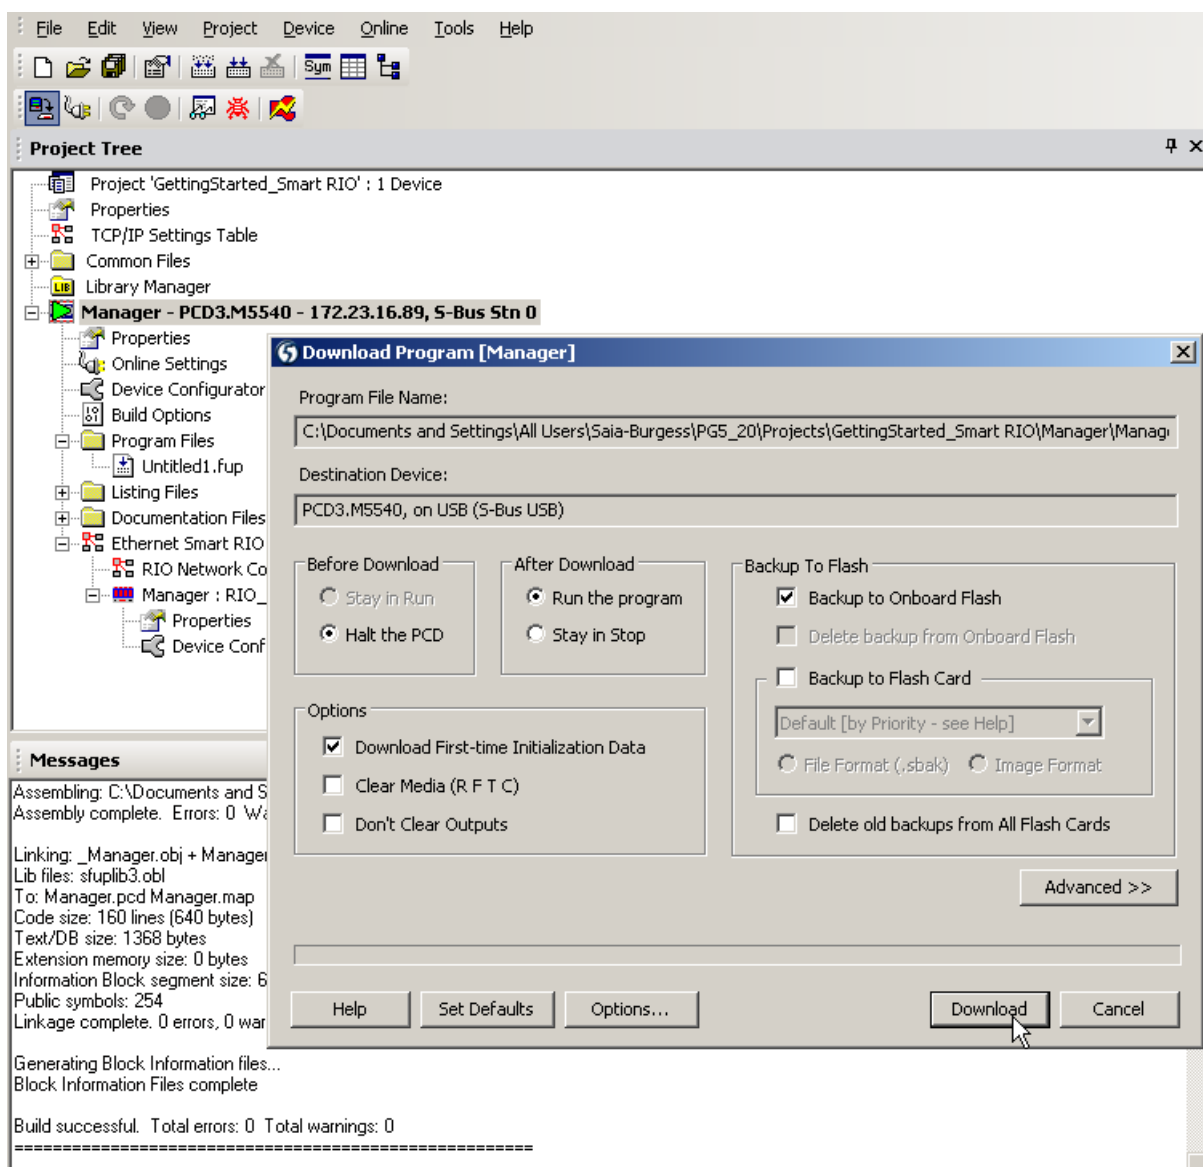 File Edit View Project Device Online Tools Help
Sym
Project Tree
Project 'GettingStarted_Smart RIO' : 1 Device
Properties
TCP/IP Settings Table
Common Files
LIB Library Manager
Manager - PCD3.M5540 - 172.23.16.89, S-Bus Stn 0
Properties
Online Settings
Device Configurator
Build Options
Program Files
Untitled1.fup
Listing Files
Documentation Files
Ethernet Smart RIO
RIO Network Co
Manager : RIO_
Properties
Device Conf
Download Program [Manager]
Program File Name:
C:\Documents and Settings\All Users\Saia-Burgess\PG5_20\Projects\GettingStarted_Smart RIO\Manager\Manag
Destination Device:
PCD3.M5540, on USB (S-Bus USB)
Before Download
Stay in Run
Halt the PCD
After Download
Run the program
Stay in Stop
Backup To Flash
Backup to Onboard Flash
Delete backup from Onboard Flash
Backup to Flash Card
Default [by Priority - see Help]
File Format (.sbak) Image Format
Delete old backups from All Flash Cards
Options
Download First-time Initialization Data
Clear Media (R F T C)
Don't Clear Outputs
Advanced >>
Help Set Defaults Options... Download Cancel
Messages
Assembling: C:\Documents and S
Assembly complete. Errors: 0 Wa
Linking: _Manager.obj + Manager
Lib files: sfuplib3.obl
To: Manager.pcd Manager.map
Code size: 160 lines (640 bytes)
Text/DB size: 1368 bytes
Extension memory size: 0 bytes
Information Block segment size: 6
Public symbols: 254
Linkage complete. 0 errors, 0 war
Generating Block Information files...
Block Information Files complete
Build successful. Total errors: 0 Total warnings: 0
======================================================